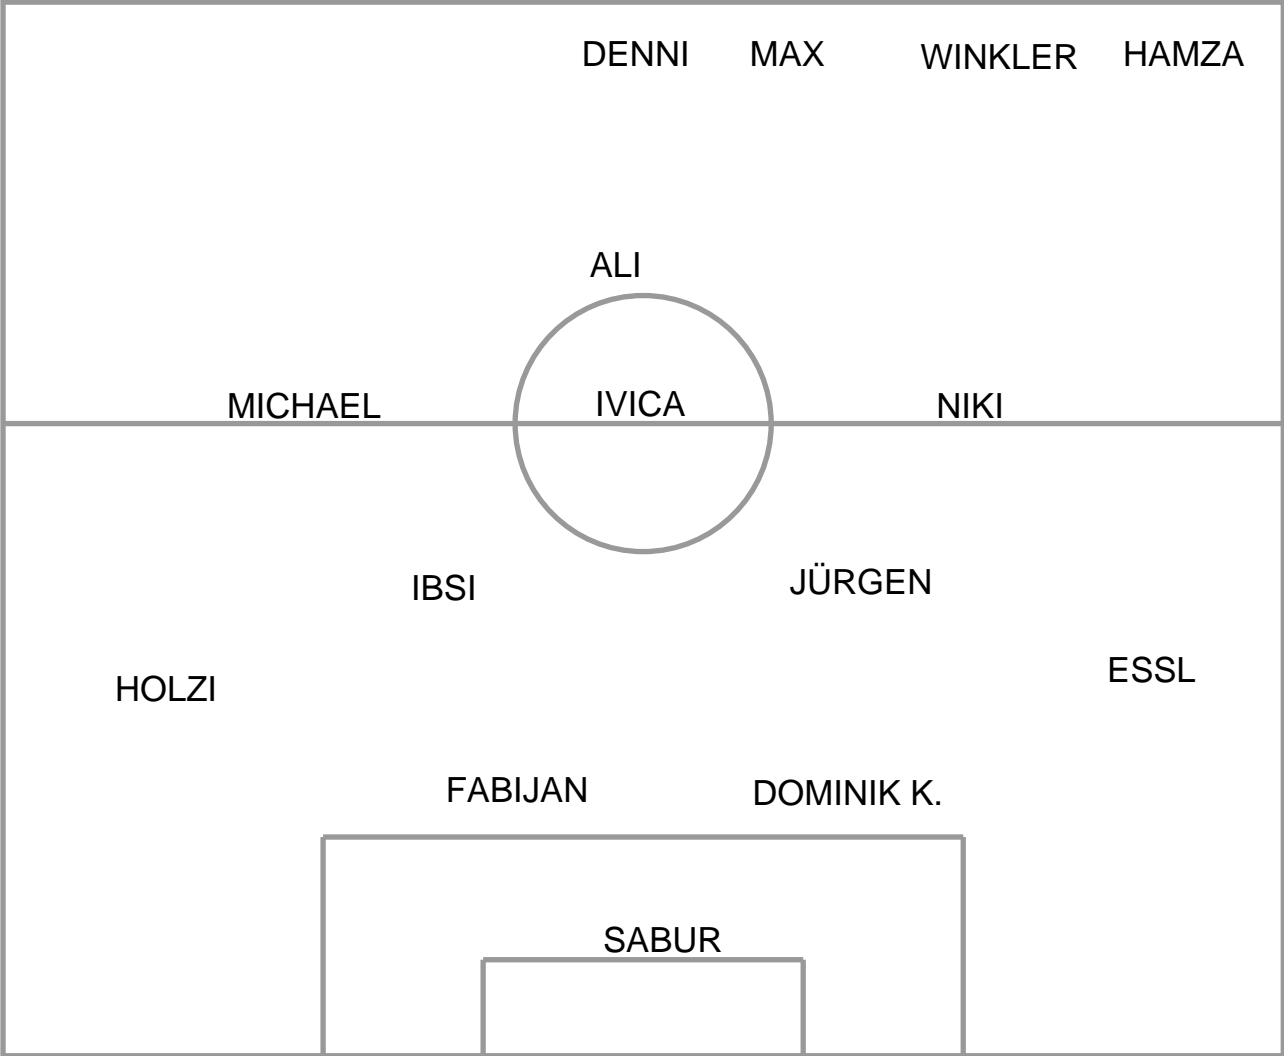 DENNI MAX WINKLER HAMZA
ALI
MICHAEL IVICA NIKI
IBSI JÜRGEN
HOLZI ESSL
FABIJAN DOMINIK K.
SABUR